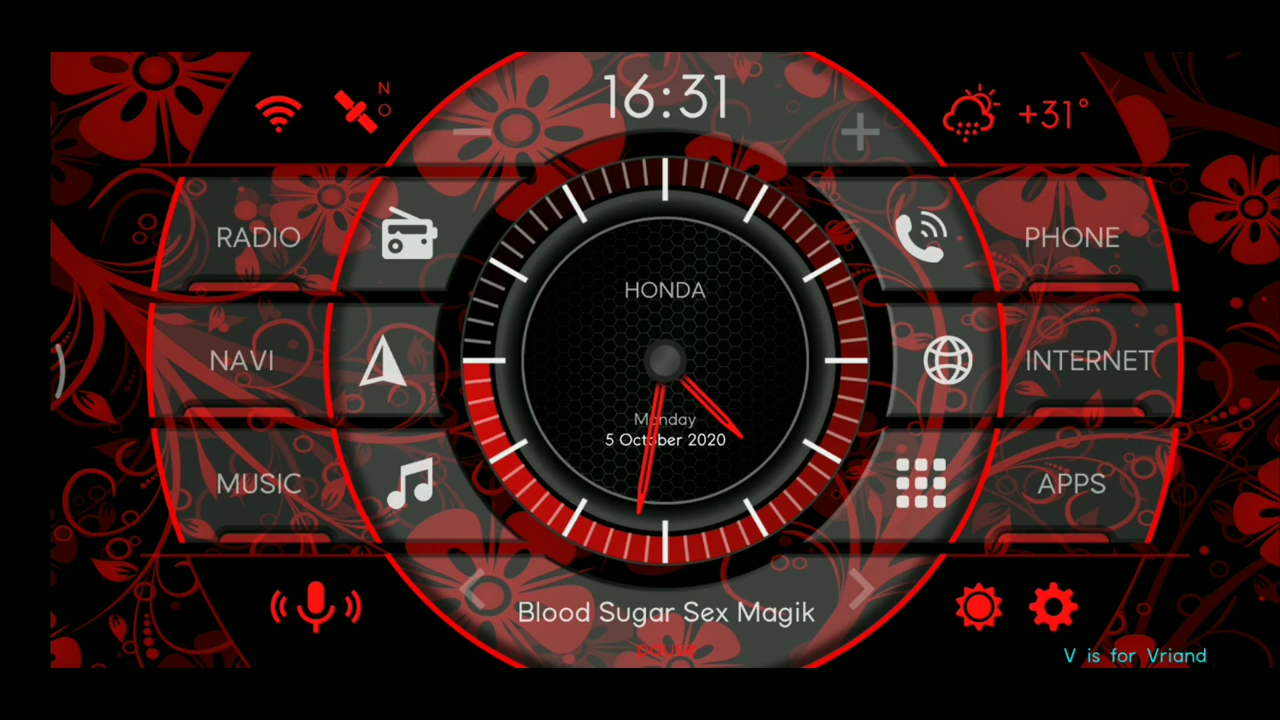 16:31
N
O
+31°
RADIO
PHONE
HONDA
NAVI
INTERNET
Monday
5 October 2020
MUSIC
APPS
Blood Sugar Sex Magik
pause
V is for Vriand